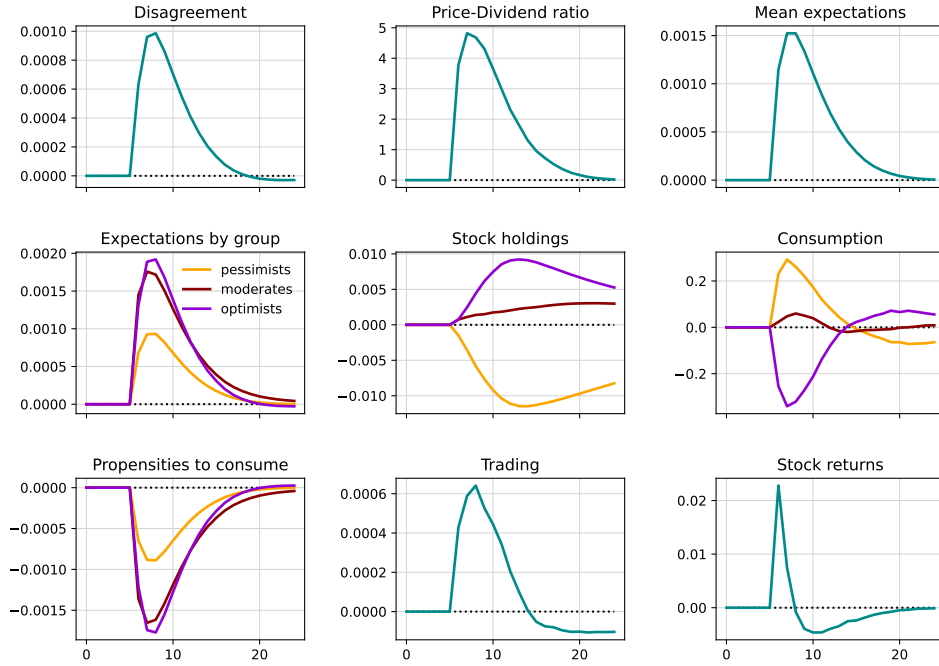 Disagreement
0.0010
0.0008
0.0006
0.0004
0.0002
0.0000
Price-Dividend ratio
5
4
3
2
1
0
Mean expectations
0.0015
0.0010
0.0005
0.0000
Expectations by group
0.0020
0.0015
0.0010
0.0005
0.0000
pessimists
moderates
optimists
Stock holdings
0.010
0.005
0.000
−0.005
−0.010
Consumption
0.2
0.0
−0.2
Propensities to consume
0.0000
−0.0005
−0.0010
−0.0015
0 10 20
Trading
0.0006
0.0004
0.0002
0.0000
0 10 20
Stock returns
0.02
0.01
0.00
0 10 20